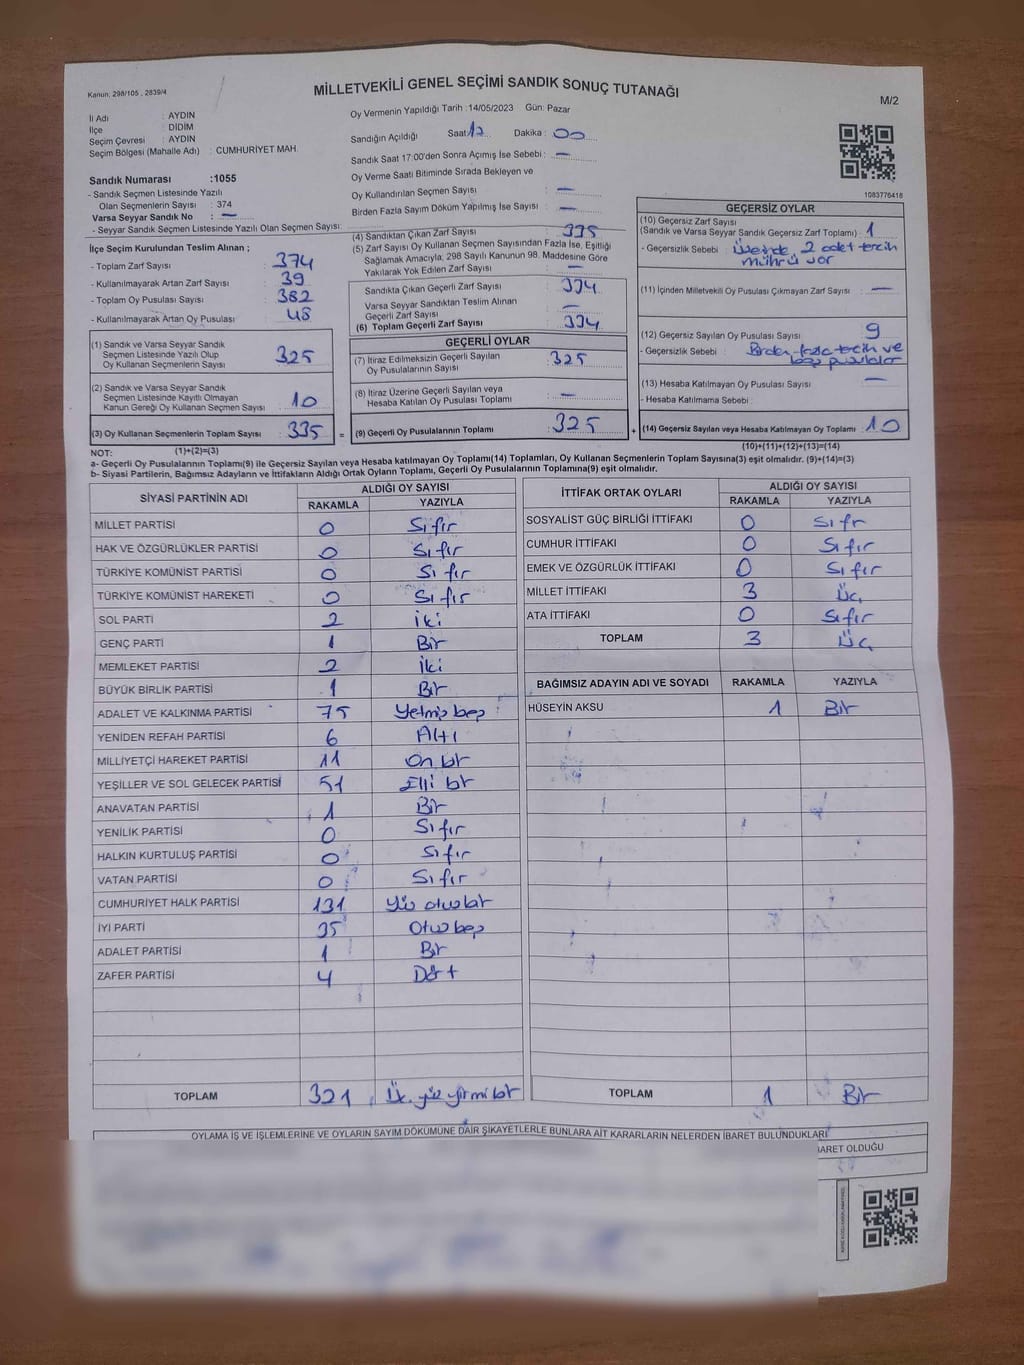 Kanun: 298/105 , 2839/4
MİLLETVEKİLİ GENEL SEÇİMİ SANDIK SONUÇ TUTANAĞI
M/2
İl Adı : AYDIN
İlçe : DİDİM
Seçim Çevresi : AYDIN
Seçim Bölgesi (Mahalle Adı) : CUMHURİYET MAH.
Sandık Numarası :1055
- Sandık Seçmen Listesinde Yazılı
Olan Seçmenlerin Sayısı : 374
Varsa Seyyar Sandık No : —
- Seyyar Sandık Seçmen Listesinde Yazılı Olan Seçmen Sayısı:
Oy Vermenin Yapıldığı Tarih :14/05/2023 Gün: Pazar
Sandığın Açıldığı Saat: Dakika : 00
Sandık Saat 17:00'den Sonra Açılmış İse Sebebi : —
Oy Verme Saati Bitiminde Sırada Bekleyen ve
Oy Kullandırılan Seçmen Sayısı : —
Birden Fazla Sayım Döküm Yapılmış İse Sayısı : —
1083776418
İlçe Seçim Kurulundan Teslim Alınan ;
- Toplam Zarf Sayısı : 374
- Kullanılmayarak Artan Zarf Sayısı : 39
- Toplam Oy Pusulası Sayısı : 382
- Kullanılmayarak Artan Oy Pusulası : 48
(1) Sandık ve Varsa Seyyar Sandık
Seçmen Listesinde Yazılı Olup
Oy Kullanan Seçmenlerin Sayısı : 325
(2) Sandık ve Varsa Seyyar Sandık
Seçmen Listesinde Kayıtlı Olmayan
Kanun Gereği Oy Kullanan Seçmen Sayısı : 10
(3) Oy Kullanan Seçmenlerin Toplam Sayısı : 335 =
(4) Sandıktan Çıkan Zarf Sayısı : 335
(5) Zarf Sayısı Oy Kullanan Seçmen Sayısından Fazla İse, Eşitliği
Sağlamak Amacıyla; 298 Sayılı Kanunun 98. Maddesine Göre
Yakılarak Yok Edilen Zarf Sayısı : —
Sandıkta Çıkan Geçerli Zarf Sayısı : 334
Varsa Seyyar Sandıktan Teslim Alınan
Geçerli Zarf Sayısı : —
(6) Toplam Geçerli Zarf Sayısı : 334
GEÇERLİ OYLAR
(7) İtiraz Edilmeksizin Geçerli Sayılan
Oy Pusulalarının Sayısı : 325
(8) İtiraz Üzerine Geçerli Sayılan veya
Hesaba Katılan Oy Pusulası Toplamı : —
(9) Geçerli Oy Pusulalarının Toplamı : 325 +
GEÇERSİZ OYLAR
(10) Geçersiz Zarf Sayısı
(Sandık ve Varsa Seyyar Sandık Geçersiz Zarf Toplamı) : 1
- Geçersizlik Sebebi : Üzerinde 2 adet tercih
mührü var
(11) İçinden Milletvekili Oy Pusulası Çıkmayan Zarf Sayısı : —
(12) Geçersiz Sayılan Oy Pusulası Sayısı : 9
- Geçersizlik Sebebi : Birden fazla tercih ve
boş pusulalar
(13) Hesaba Katılmayan Oy Pusulası Sayısı : —
- Hesaba Katılmama Sebebi :
(14) Geçersiz Sayılan veya Hesaba Katılmayan Oy Toplamı : 10
NOT: (1)+(2)=(3)
(10)+(11)+(12)+(13)=(14)
a- Geçerli Oy Pusulalarının Toplamı(9) ile Geçersiz Sayılan veya Hesaba katılmayan Oy Toplamı(14) Toplamları, Oy Kullanan Seçmenlerin Toplam Sayısına(3) eşit olmalıdır. (9)+(14)=(3)
b- Siyasi Partilerin, Bağımsız Adayların ve İttifakların Aldığı Ortak Oyların Toplamı, Geçerli Oy Pusulalarının Toplamına(9) eşit olmalıdır.
SİYASİ PARTİNİN ADI ALDIĞI OY SAYISI
RAKAMLA YAZIYLA
MİLLET PARTİSİ 0 Sıfır
HAK VE ÖZGÜRLÜKLER PARTİSİ 0 Sıfır
TÜRKİYE KOMÜNİST PARTİSİ 0 Sıfır
TÜRKİYE KOMÜNİST HAREKETİ 0 Sıfır
SOL PARTİ 2 İki
GENÇ PARTİ 1 Bir
MEMLEKET PARTİSİ 2 İki
BÜYÜK BİRLİK PARTİSİ 1 Bir
ADALET VE KALKINMA PARTİSİ 75 Yetmiş beş
YENİDEN REFAH PARTİSİ 6 Altı
MİLLİYETÇİ HAREKET PARTİSİ 11 On bir
YEŞİLLER VE SOL GELECEK PARTİSİ 51 Elli bir
ANAVATAN PARTİSİ 1 Bir
YENİLİK PARTİSİ 0 Sıfır
HALKIN KURTULUŞ PARTİSİ 0 Sıfır
VATAN PARTİSİ 0 Sıfır
CUMHURİYET HALK PARTİSİ 131 Yüz otuz bir
İYİ PARTİ 35 Otuz beş
ADALET PARTİSİ 1 Bir
ZAFER PARTİSİ 4 Dört
TOPLAM 321 Üç yüz yirmi bir
İTTİFAK ORTAK OYLARI ALDIĞI OY SAYISI
RAKAMLA YAZIYLA
SOSYALİST GÜÇ BİRLİĞİ İTTİFAKI 0 Sıfr
CUMHUR İTTİFAKI 0 Sıfır
EMEK VE ÖZGÜRLÜK İTTİFAKI 0 Sıfır
MİLLET İTTİFAKI 3 Üç
ATA İTTİFAKI 0 Sıfır
TOPLAM 3 Üç
BAĞIMSIZ ADAYIN ADI VE SOYADI RAKAMLA YAZIYLA
HÜSEYİN AKSU 1 Bir
TOPLAM 1 Bir
OYLAMA İŞ VE İŞLEMLERİNE VE OYLARIN SAYIM DÖKÜMÜNE DAİR ŞİKAYETLERLE BUNLARA AİT KARARLARIN NELERDEN İBARET BULUNDUKLARI
İBARET OLDUĞU